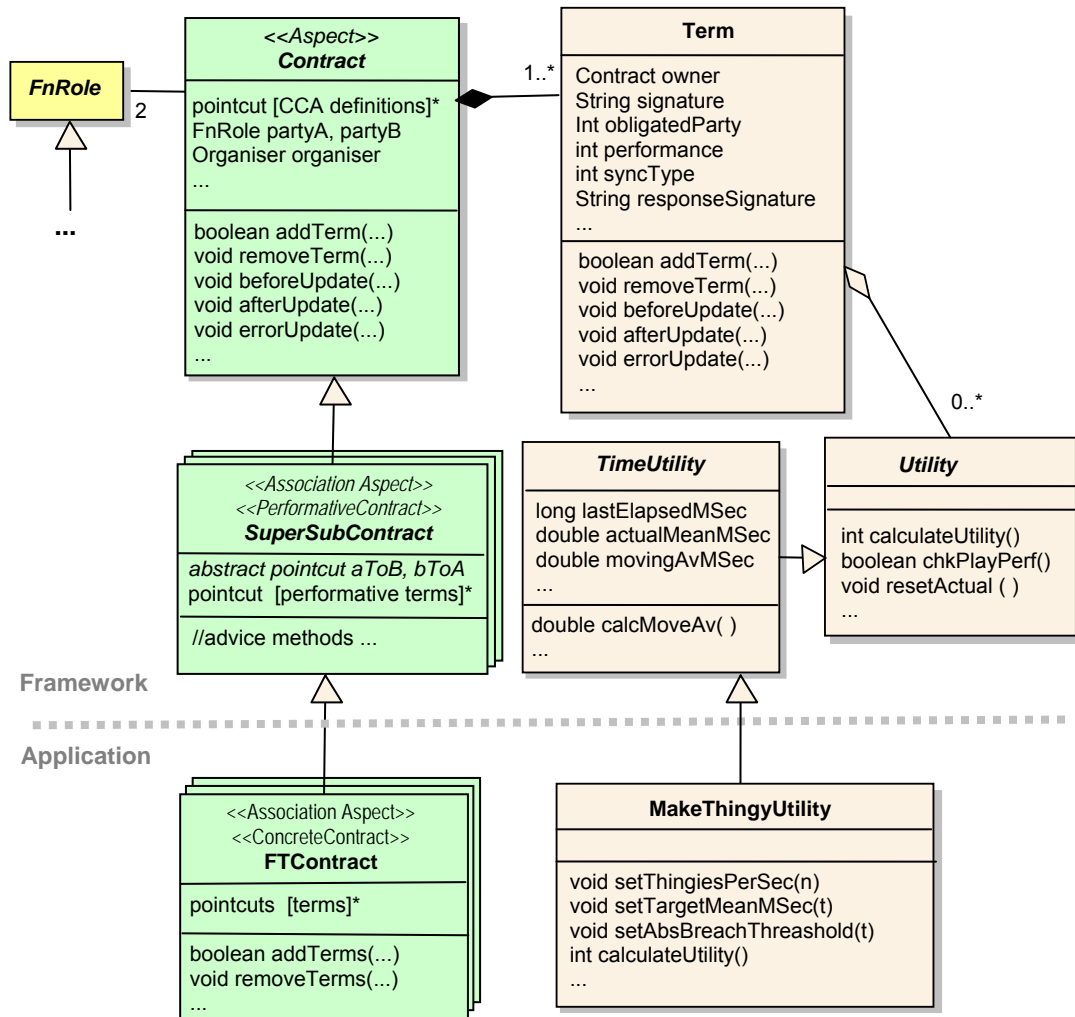 <<Aspect>>
Contract
pointcut [CCA definitions]*
FnRole partyA, partyB
Organiser organiser
...
boolean addTerm(...)
void removeTerm(...)
void beforeUpdate(...)
void afterUpdate(...)
void errorUpdate(...)
...
FnRole
2
...
1..*
Term
Contract owner
String signature
Int obligatedParty
int performance
int syncType
String responseSignature
...
boolean addTerm(...)
void removeTerm(...)
void beforeUpdate(...)
void afterUpdate(...)
void errorUpdate(...)
...
0..*
<<Association Aspect>>
<<PerformativeContract>>
SuperSubContract
abstract pointcut aToB, bToA
pointcut [performative terms]*
//advice methods ...
TimeUtility
long lastElapsedMSec
double actualMeanMSec
double movingAvMSec
...
double calcMoveAv( )
...
Utility
int calculateUtility()
boolean chkPlayPerf()
void resetActual ( )
...
Framework
Application
<<Association Aspect>>
<<ConcreteContract>>
FTContract
pointcuts [terms]*
boolean addTerms(...)
void removeTerms(...)
...
MakeThingyUtility
void setThingiesPerSec(n)
void setTargetMeanMSec(t)
void setAbsBreachThreashold(t)
int calculateUtility()
...